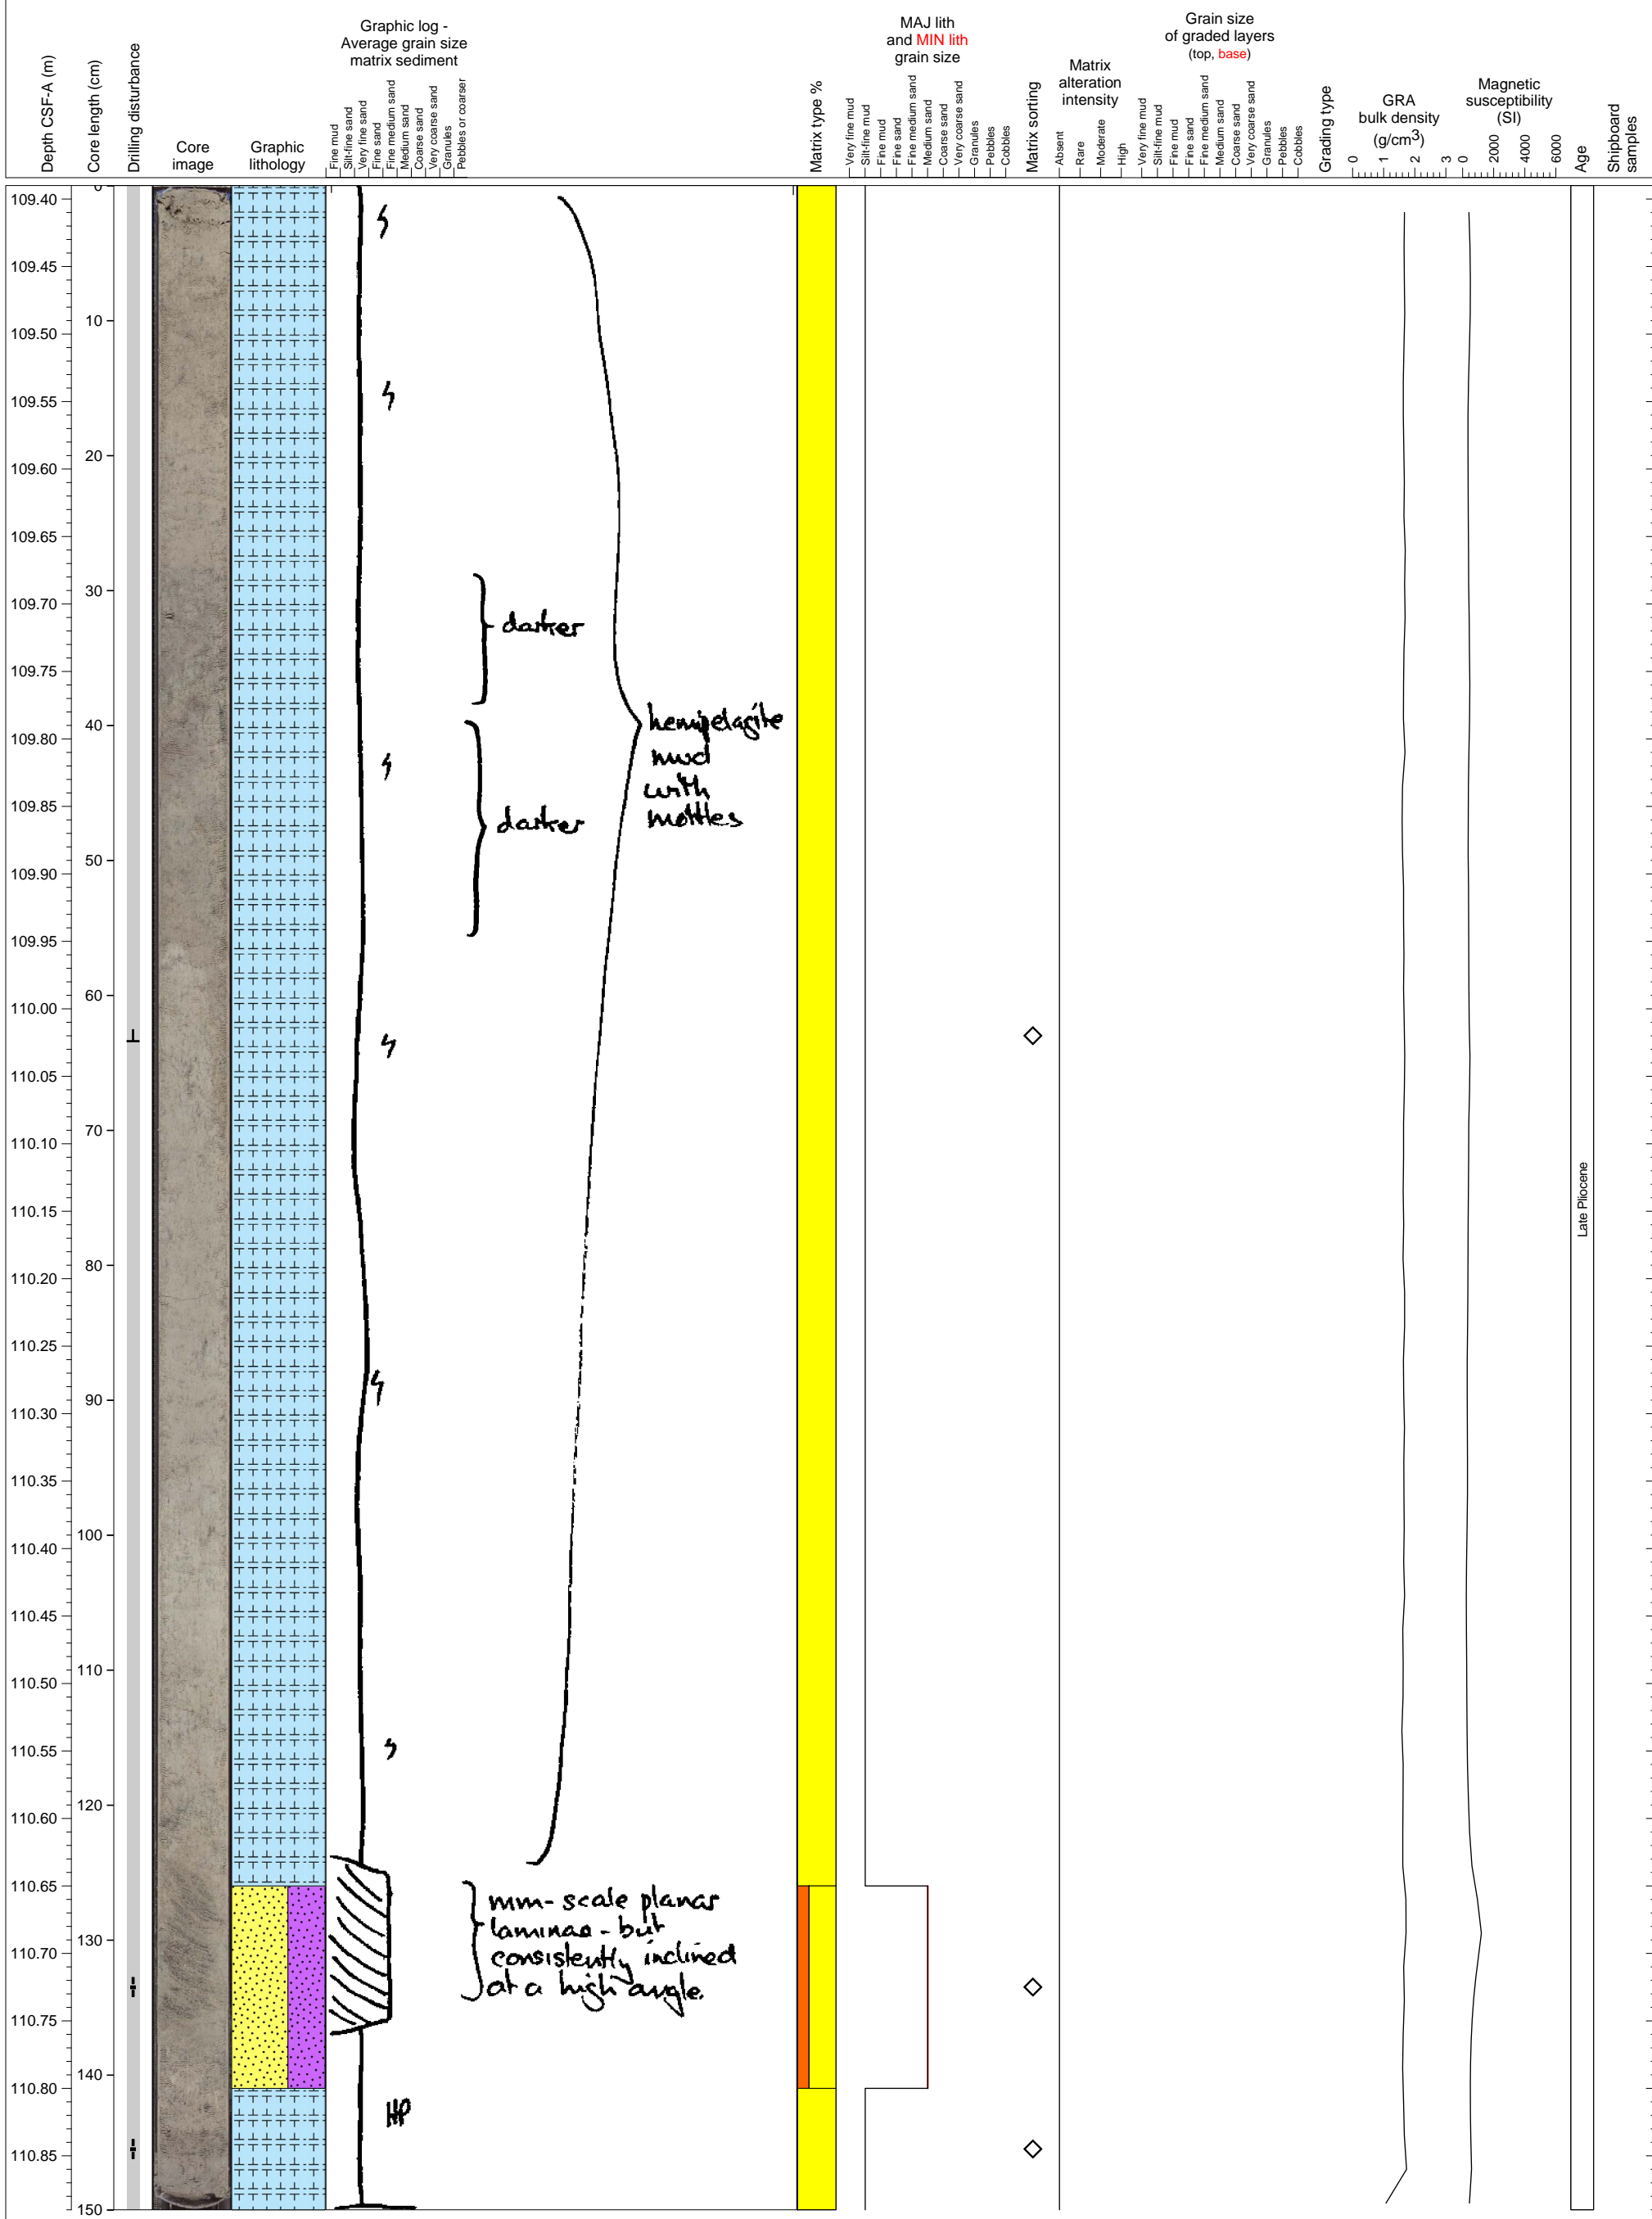 Depth CSF-A (m)
Core length (cm)
Drilling disturbance
Core
image
Graphic
lithology
Graphic log -
Average grain size
matrix sediment
Fine mud
Silt-fine sand
Very fine sand
Fine sand
Fine medium sand
Medium sand
Coarse sand
Very coarse sand
Granules
Pebbles or coarser
Matrix type %
MAJ lith
and MIN lith
grain size
Very fine mud
Silt-fine mud
Fine mud
Fine sand
Fine medium sand
Medium sand
Coarse sand
Very coarse sand
Granules
Pebbles
Cobbles
Matrix sorting
Matrix
alteration
intensity
Absent
Rare
Moderate
High
Grain size
of graded layers
(top, base)
Very fine mud
Silt-fine mud
Fine mud
Fine sand
Fine medium sand
Medium sand
Coarse sand
Very coarse sand
Granules
Pebbles
Cobbles
Grading type
GRA
bulk density
(g/cm3)
0 1 2 3
Magnetic
susceptibility
(SI)
0 2000 4000 6000
Age
Shipboard
samples
109.40
109.45
109.50
109.55
109.60
109.65
109.70
109.75
109.80
109.85
109.90
109.95
110.00
110.05
110.10
110.15
110.20
110.25
110.30
110.35
110.40
110.45
110.50
110.55
110.60
110.65
110.70
110.75
110.80
110.85
0
10
20
30
40
50
60
70
80
90
100
110
120
130
140
150
darker
darker
hemipelagite
mud
with
mottles
mm-scale planar
laminae - but
consistently inclined
at a high angle.
HP
Late Pliocene